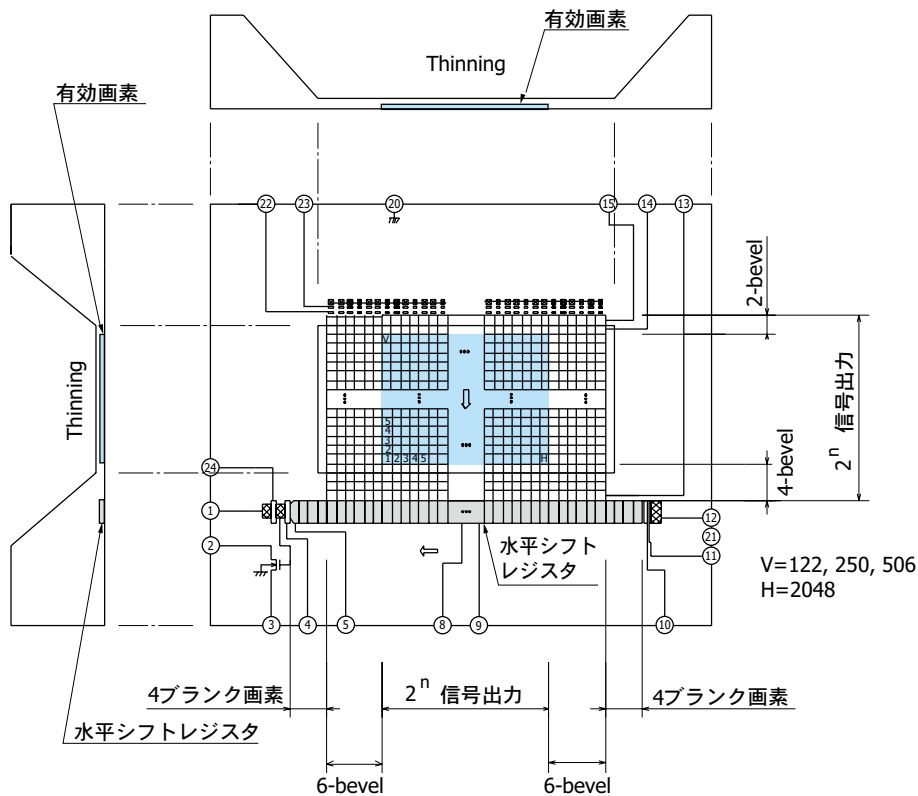 有効画素
Thinning
有効画素
22
23
20
15
14
13
2-bevel
V
5
4
3
2
1 2 3 4 5
H
Thinning
2^n 信号出力
4-bevel
24
1
2
12
21
11
水平シフト
レジスタ
V=122, 250, 506
H=2048
3
4
5
8
9
10
4ブランク画素
2^n 信号出力
4ブランク画素
水平シフトレジスタ
6-bevel
6-bevel